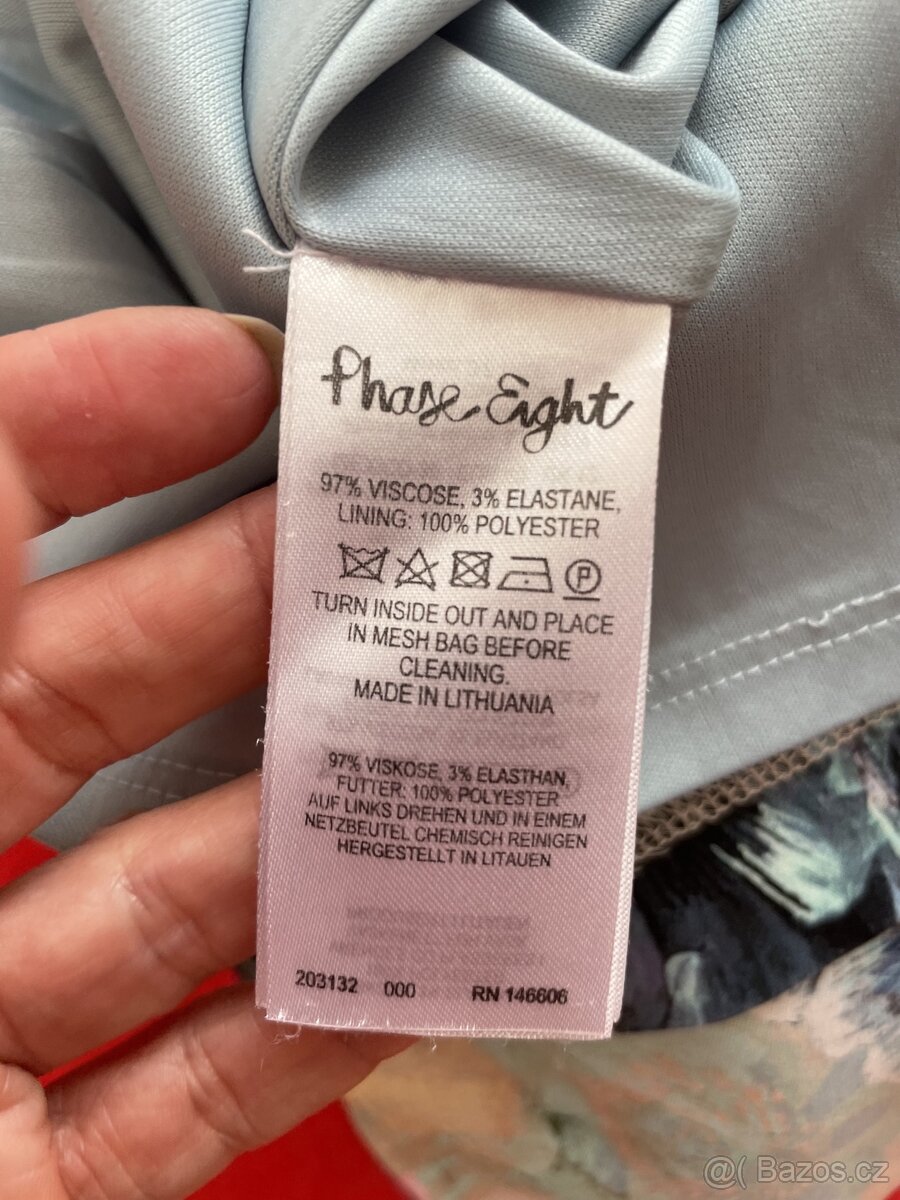 Phase Eight
97% VISCOSE, 3% ELASTANE,
LINING: 100% POLYESTER
P
TURN INSIDE OUT AND PLACE
IN MESH BAG BEFORE
CLEANING.
MADE IN LITHUANIA
97% VISKOSE, 3% ELASTHAN,
FUTTER: 100% POLYESTER
AUF LINKS DREHEN UND IN EINEM
NETZBEUTEL CHEMISCH REINIGEN
HERGESTELLT IN LITAUEN
203132 000 RN 146606
@( Bazos.cz